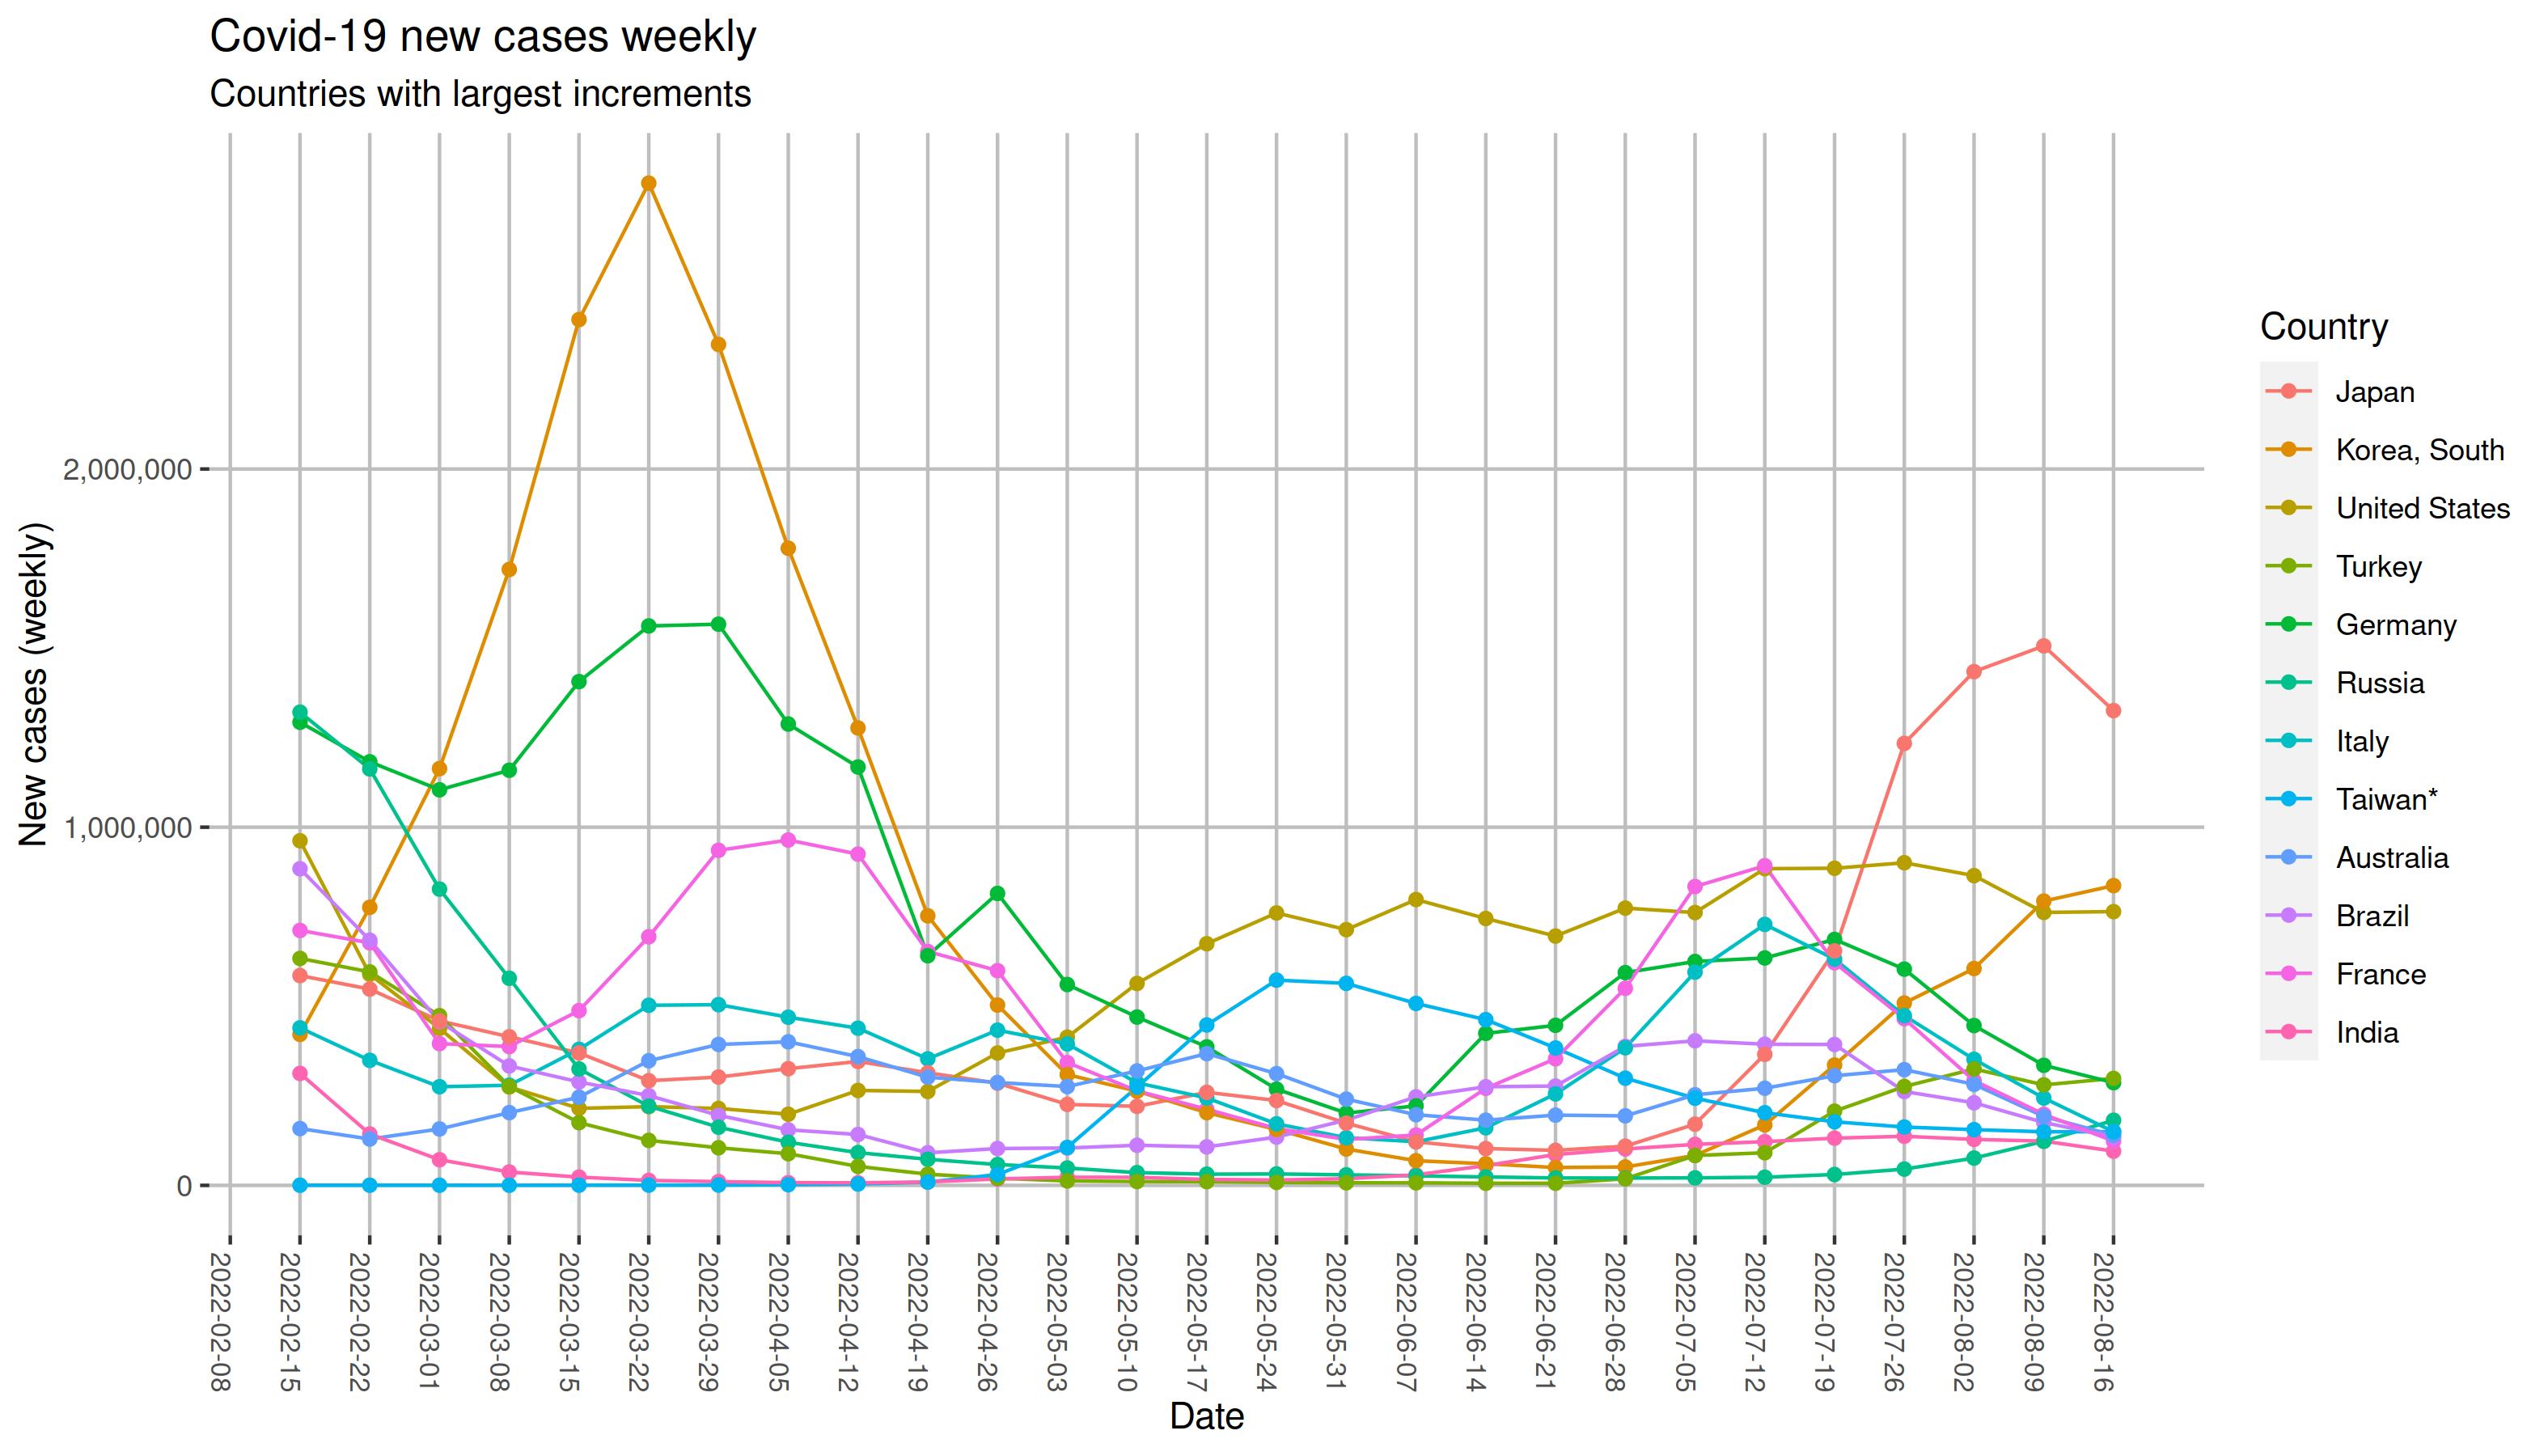 Covid-19 new cases weekly
Countries with largest increments
New cases (weekly)
2,000,000
1,000,000
0
2022-02-08
2022-02-15
2022-02-22
2022-03-01
2022-03-08
2022-03-15
2022-03-22
2022-03-29
2022-04-05
2022-04-12
2022-04-19
2022-04-26
2022-05-03
2022-05-10
2022-05-17
2022-05-24
2022-05-31
2022-06-07
2022-06-14
2022-06-21
2022-06-28
2022-07-05
2022-07-12
2022-07-19
2022-07-26
2022-08-02
2022-08-09
2022-08-16
Date
Country
Japan
Korea, South
United States
Turkey
Germany
Russia
Italy
Taiwan*
Australia
Brazil
France
India